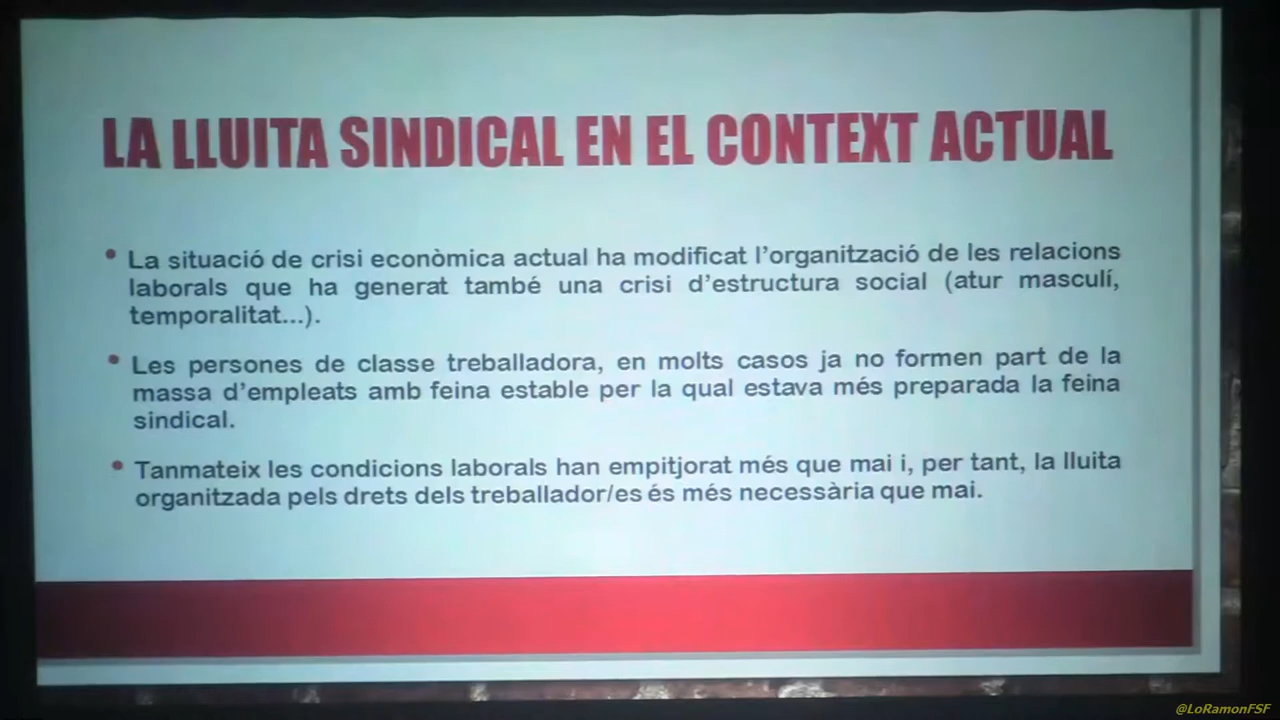 LA LLUITA SINDICAL EN EL CONTEXT ACTUAL
• La situació de crisi econòmica actual ha modificat l'organització de les relacions
laborals que ha generat també una crisi d'estructura social (atur masculí,
temporalitat...).
• Les persones de classe treballadora, en molts casos ja no formen part de la
massa d'empleats amb feina estable per la qual estava més preparada la feina
sindical.
• Tanmateix les condicions laborals han empitjorat més que mai i, per tant, la lluita
organitzada pels drets dels treballador/es és més necessària que mai.
@LoRamonFSF